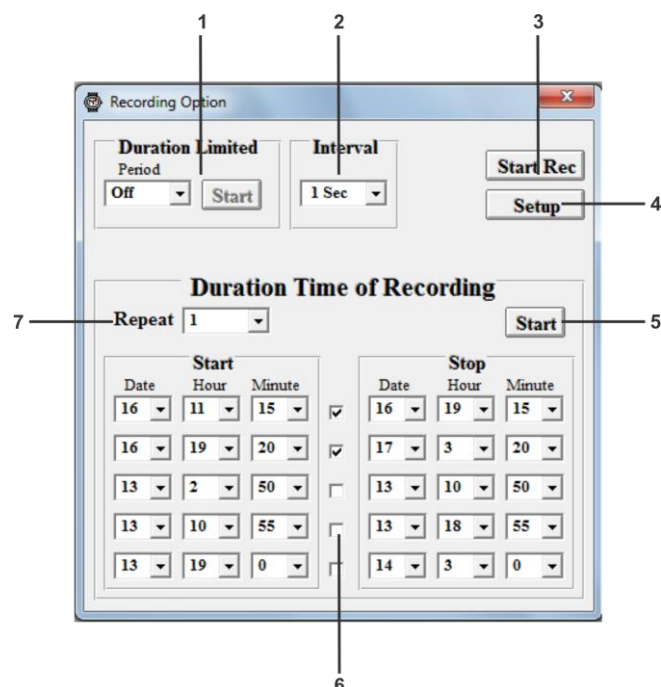 1 2 3
Recording Option
Duration Limited Interval
Period
Off Start 1 Sec Start Rec
Setup 4
Duration Time of Recording
7 Repeat 1 Start 5
Start Stop
Date Hour Minute Date Hour Minute
16 11 15 16 19 15
16 19 20 17 3 20
13 2 50 13 10 50
13 10 55 13 18 55
13 19 0 14 3 0
6